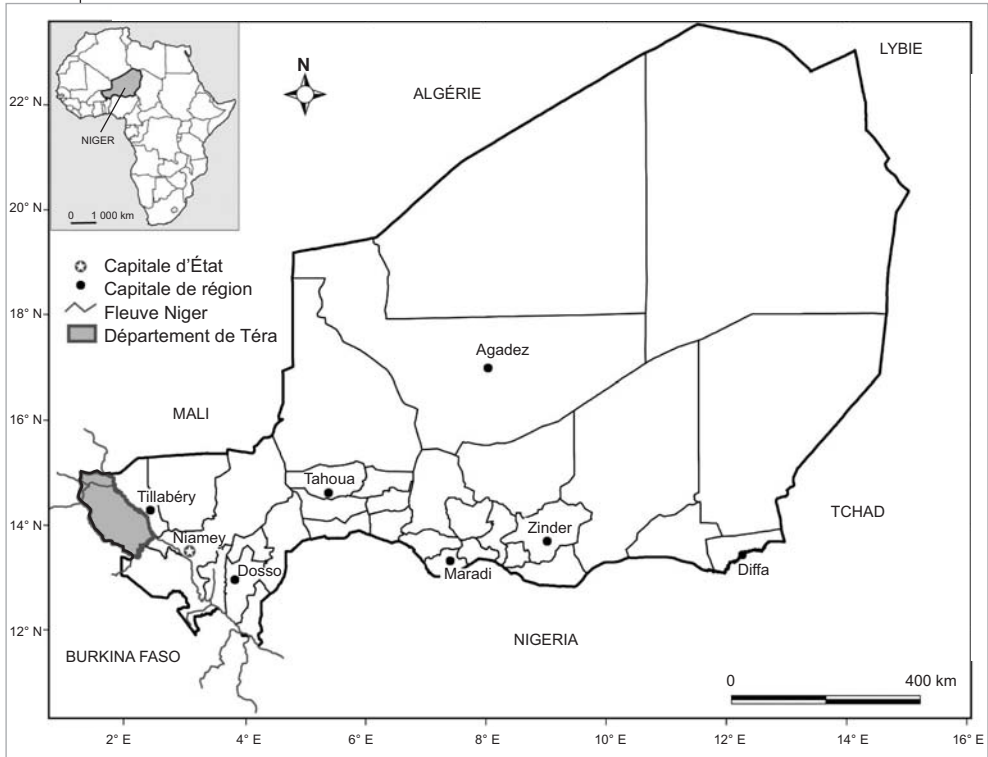 LYBIE
N
ALGÉRIE
22° N
NIGER
0 1 000 km
20° N
Capitale d'État
Capitale de région
Fleuve Niger
Département de Téra
18° N
Agadez
16° N
MALI
Tahoua
Tillabéry
14° N
Niamey
Zinder
TCHAD
Dosso
Maradi
Diffa
12° N
NIGERIA
BURKINA FASO
0 400 km
2° E 4° E 6° E 8° E 10° E 12° E 14° E 16° E